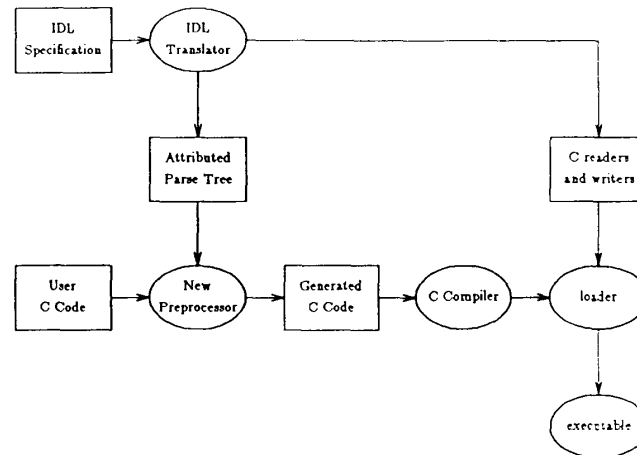 IDL
Specification
IDL
Translator
Attributed
Parse Tree
C readers
and writers
User
C Code
New
Preprocessor
Generated
C Code
C Compiler
loader
executable